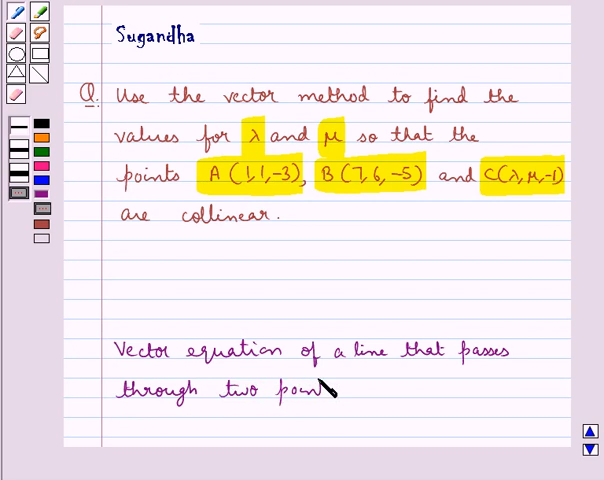 Sugandha
Q. Use the vector method to find the
values for λ and μ so that the
points A (1,1,-3), B (7,6,-5) and C(λ,μ,-1)
are collinear.
Vector equation of a line that passes
through two poin